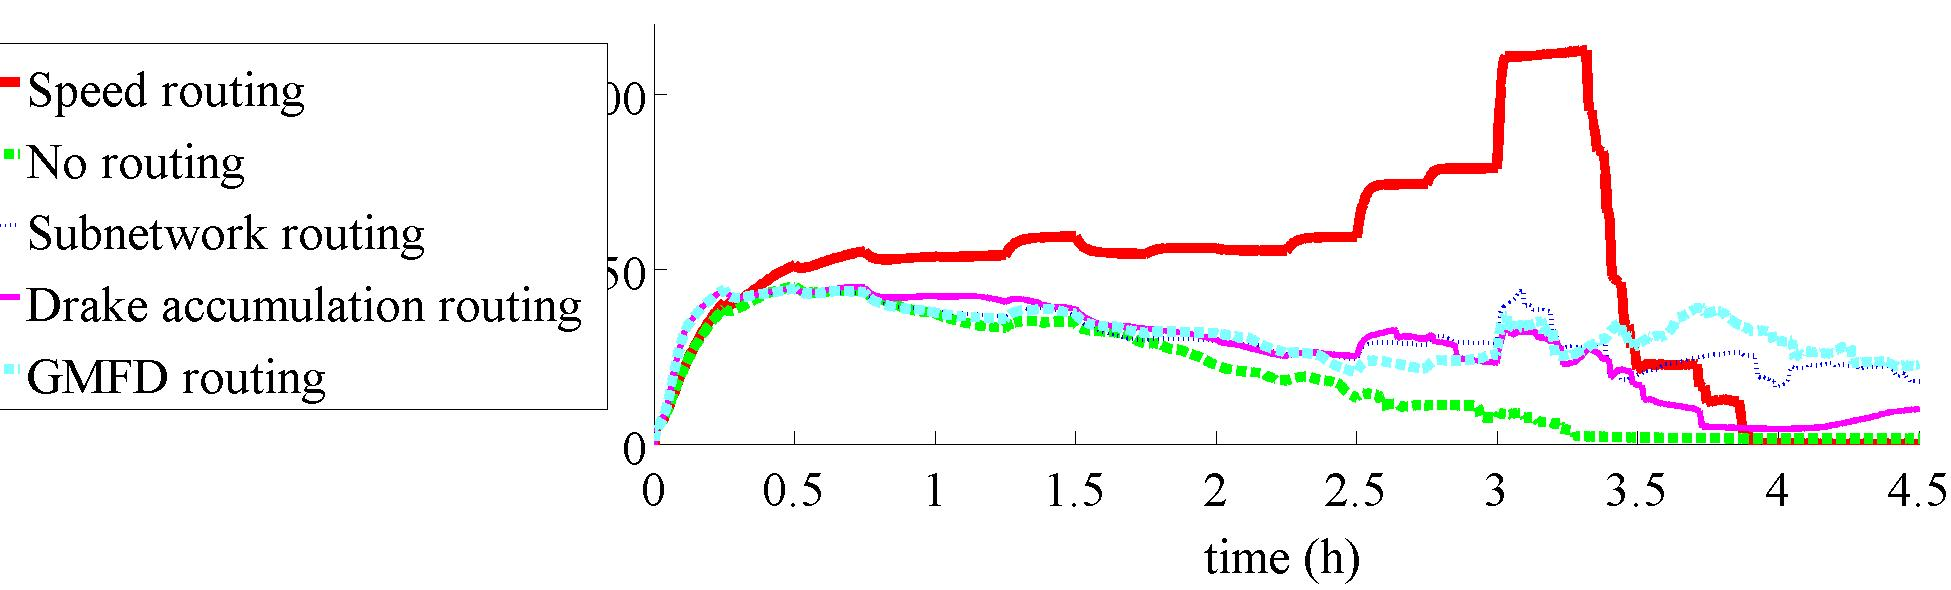 Speed routing
No routing
Subnetwork routing
Drake accumulation routing
GMFD routing
00
50
0
0 0.5 1 1.5 2 2.5 3 3.5 4 4.5
time (h)